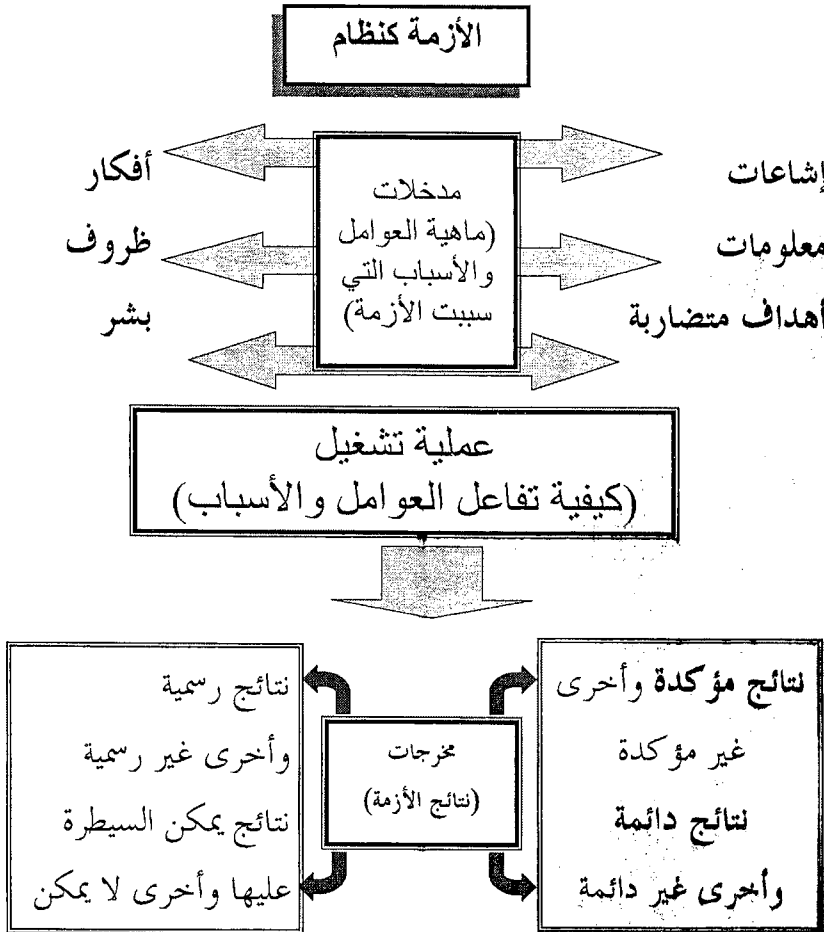 الأزمة كنظام
إشاعات
معلومات
أهداف متضاربة
مدخلات
(ماهية العوامل
والأسباب التي
سببت الأزمة)
أفكار
ظروف
بشر
عملية تشغيل
(كيفية تفاعل العوامل والأسباب)
نتائج مؤكدة وأخرى
غير مؤكدة
نتائج دائمة
وأخرى غير دائمة
مخرجات
(نتائج الأزمة)
نتائج رسمية
وأخرى غير رسمية
نتائج يمكن السيطرة
عليها وأخرى لا يمكن